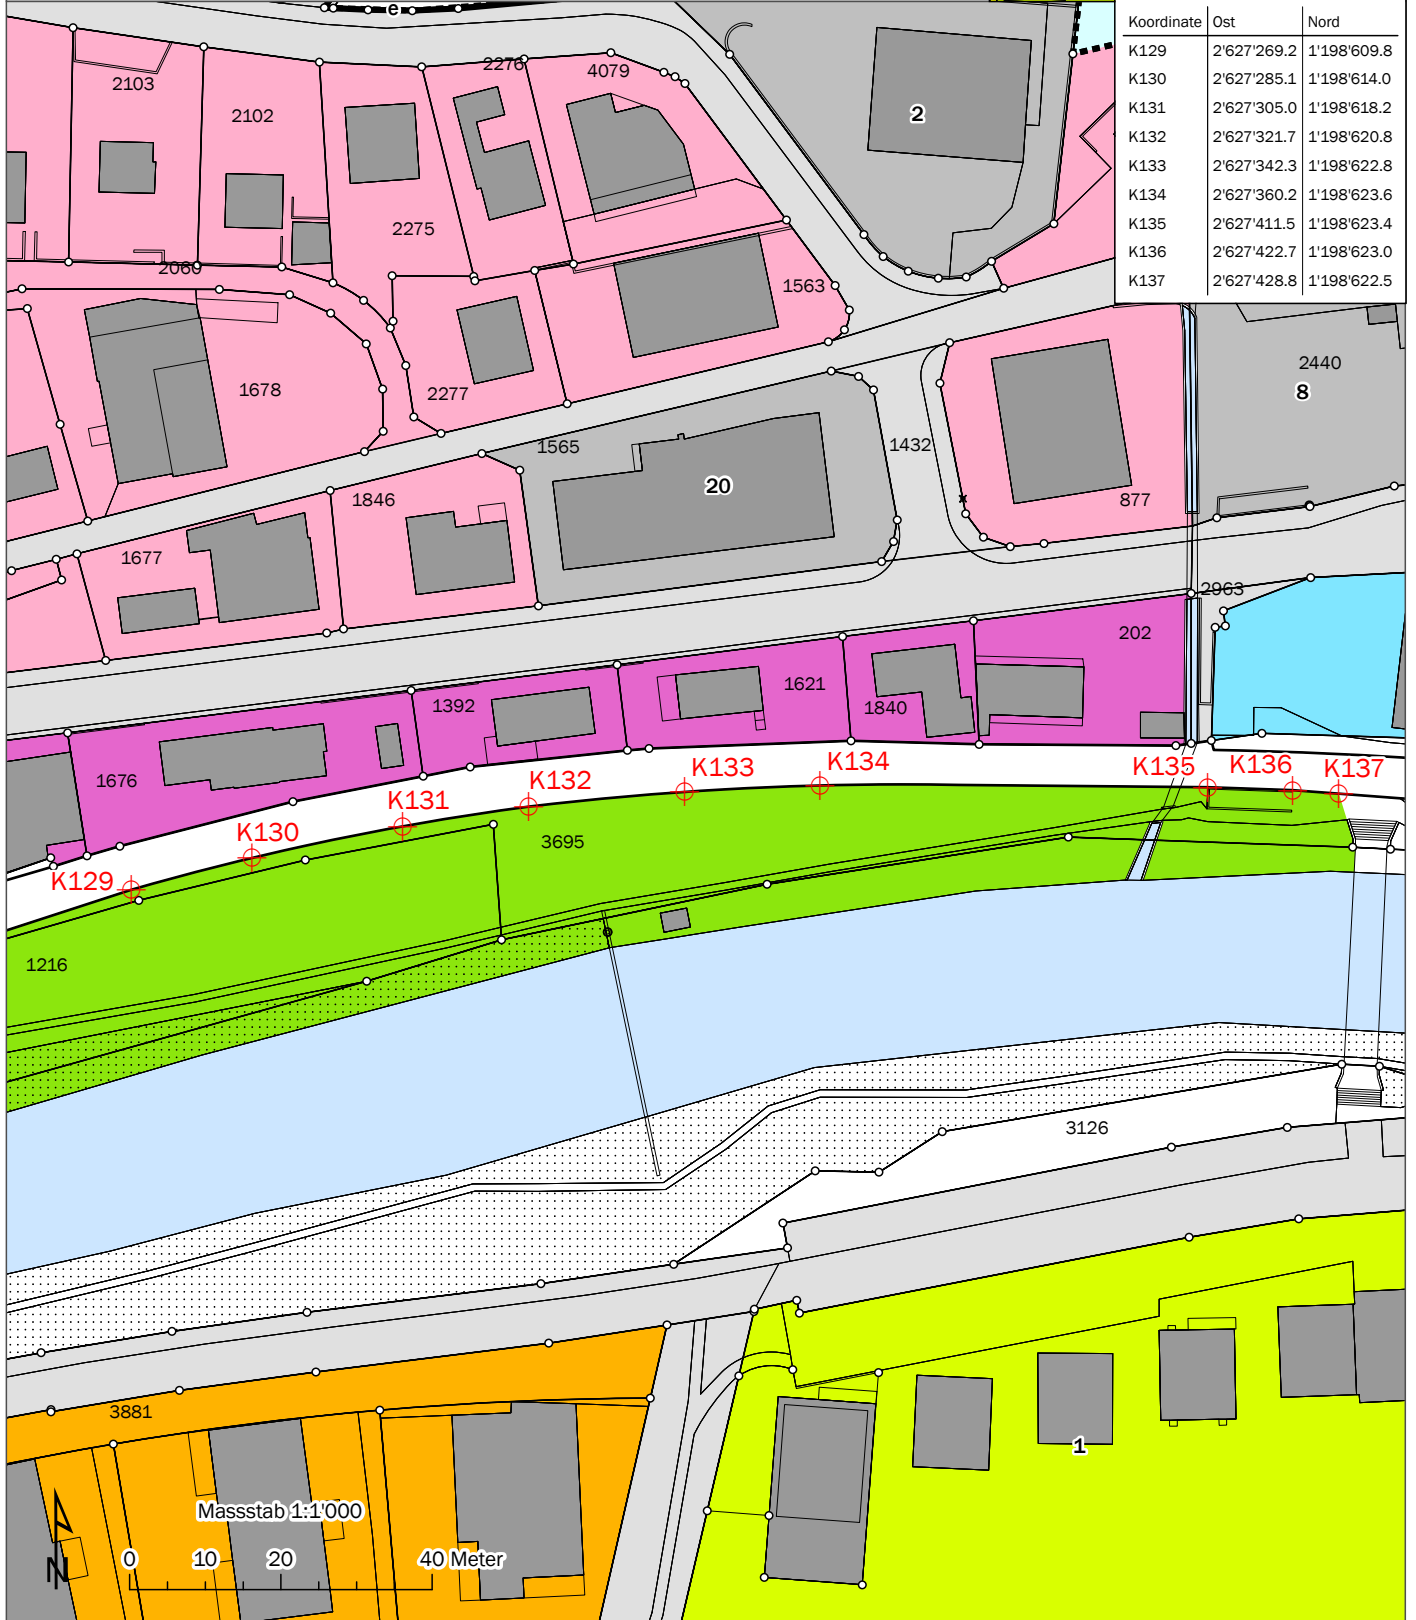 e
Koordinate Ost Nord
K129 2'627'269.2 1'198'609.8
K130 2'627'285.1 1'198'614.0
K131 2'627'305.0 1'198'618.2
K132 2'627'321.7 1'198'620.8
K133 2'627'342.3 1'198'622.8
K134 2'627'360.2 1'198'623.6
K135 2'627'411.5 1'198'623.4
K136 2'627'422.7 1'198'623.0
K137 2'627'428.8 1'198'622.5
2276
4079
2103
2102
2
2275
2060
1563
2440
8
1678
2277
1565
1432
20
1846
877
1677
2963
202
1621
1392
1840
1676
K135
K136
K137
K134
K133
K132
K131
K130
K129
3695
1216
3126
3881
1
Massstab 1:1'000
0 10 20 40 Meter
N